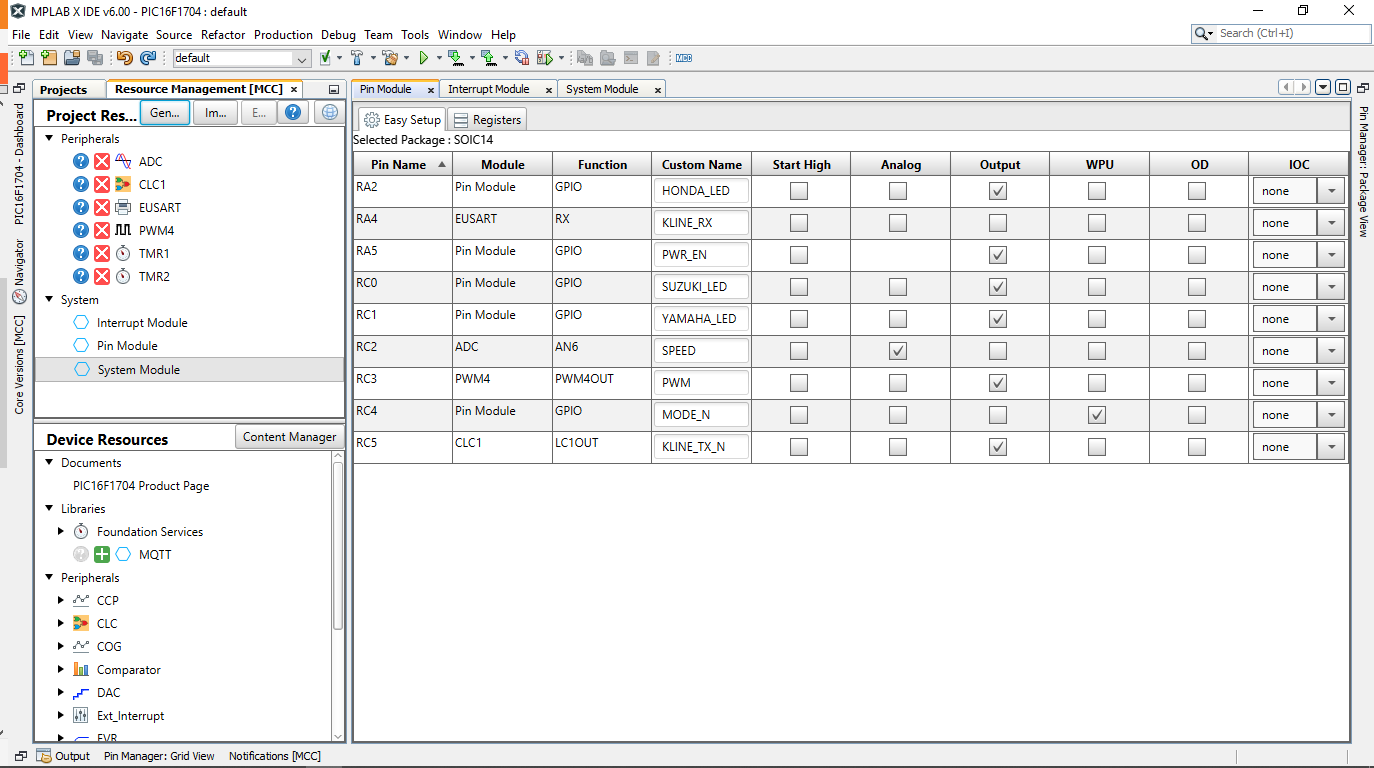 MPLAB X IDE v6.00 - PIC16F1704 : default
File Edit View Navigate Source Refactor Production Debug Team Tools Window Help
Search (Ctrl+I)
default
Projects
Resource Management [MCC]
Project Res...
Gen...
Im...
E...
Peripherals
ADC
CLC1
EUSART
PWM4
TMR1
TMR2
System
Interrupt Module
Pin Module
System Module
Device Resources
Content Manager
Documents
PIC16F1704 Product Page
Libraries
Foundation Services
MQTT
Peripherals
CCP
CLC
COG
Comparator
DAC
Ext_Interrupt
FVR
PIC16F1704 - Dashboard
Navigator
Core Versions [MCC]
Pin Module
Interrupt Module
System Module
Easy Setup
Registers
Selected Package : SOIC14
Pin Name Module Function Custom Name Start High Analog Output WPU OD IOC
RA2 Pin Module GPIO HONDA_LED none
RA4 EUSART RX KLINE_RX none
RA5 Pin Module GPIO PWR_EN none
RC0 Pin Module GPIO SUZUKI_LED none
RC1 Pin Module GPIO YAMAHA_LED none
RC2 ADC AN6 SPEED none
RC3 PWM4 PWM4OUT PWM none
RC4 Pin Module GPIO MODE_N none
RC5 CLC1 LC1OUT KLINE_TX_N none
Pin Manager: Package View
Output
Pin Manager: Grid View
Notifications [MCC]